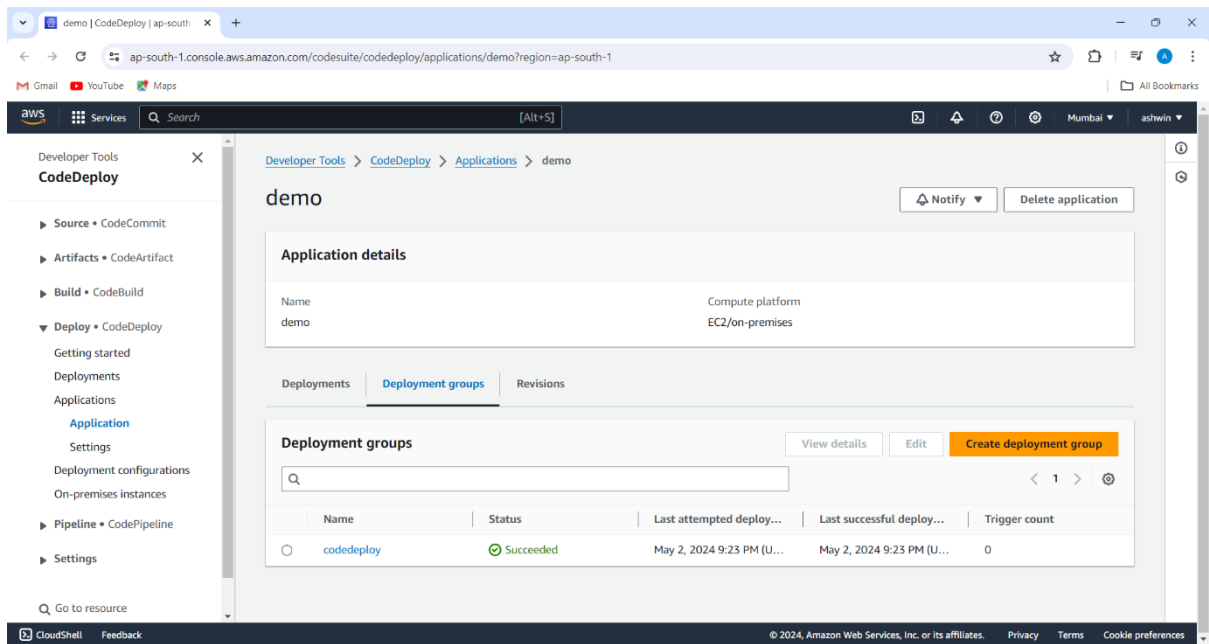 demo | CodeDeploy | ap-south-
ap-south-1.console.aws.amazon.com/codesuite/codedeploy/applications/demo?region=ap-south-1
A
Gmail YouTube Maps
All Bookmarks
aws Services Search [Alt+S] Mumbai ashwin
Developer Tools
CodeDeploy
Source • CodeCommit
Artifacts • CodeArtifact
Build • CodeBuild
Deploy • CodeDeploy
Getting started
Deployments
Applications
Application
Settings
Deployment configurations
On-premises instances
Pipeline • CodePipeline
Settings
Go to resource
Developer Tools > CodeDeploy > Applications > demo
demo
Notify Delete application
Application details
Name Compute platform
demo EC2/on-premises
Deployments Deployment groups Revisions
Deployment groups View details Edit Create deployment group
1
Name Status Last attempted deploy... Last successful deploy... Trigger count
codedeploy Succeeded May 2, 2024 9:23 PM (U... May 2, 2024 9:23 PM (U... 0
CloudShell Feedback © 2024, Amazon Web Services, Inc. or its affiliates. Privacy Terms Cookie preferences